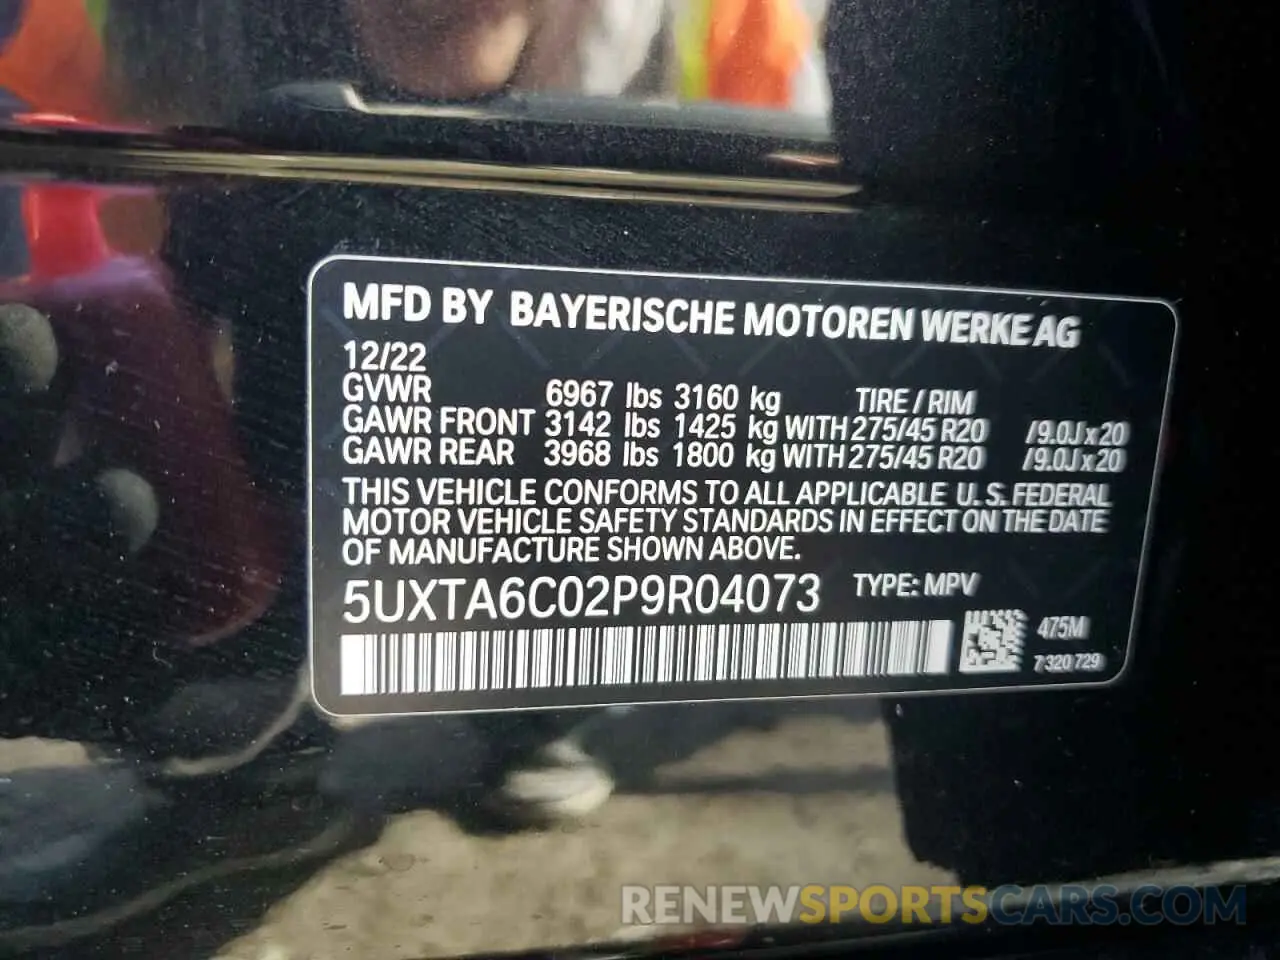 MFD BY BAYERISCHE MOTOREN WERKE AG
12/22
GVWR 6967 lbs 3160 kg TIRE / RIM
GAWR FRONT 3142 lbs 1425 kg WITH 275/45 R20 /9.0J x 20
GAWR REAR 3968 lbs 1800 kg WITH 275/45 R20 /9.0J x 20
THIS VEHICLE CONFORMS TO ALL APPLICABLE U.S. FEDERAL
MOTOR VEHICLE SAFETY STANDARDS IN EFFECT ON THE DATE
OF MANUFACTURE SHOWN ABOVE.
5UXTA6C02P9R04073 TYPE: MPV
475M
7 320 729
RENEWSPORTSCARS.COM